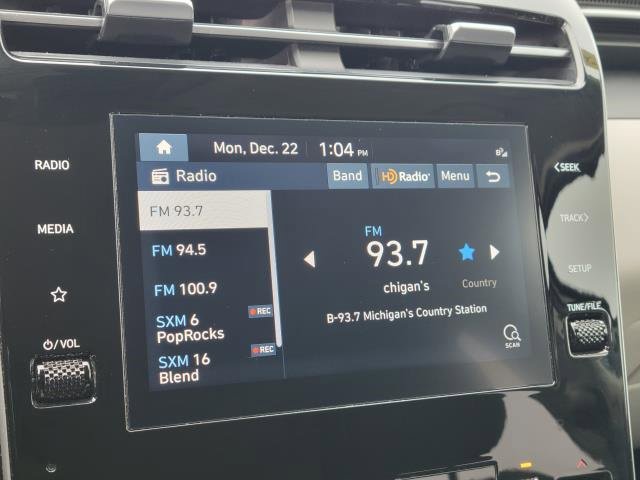 Mon, Dec. 22 1:04 PM
RADIO
Radio
Band
HD Radio
Menu
< SEEK
FM 93.7
MEDIA
FM 94.5
FM 100.9
SXM 6 REC
PopRocks
SXM 16 REC
Blend
FM
93.7
chigan's
Country
B-93.7 Michigan's Country Station
SCAN
TRACK >
SETUP
TUNE/FILE
/ VOL